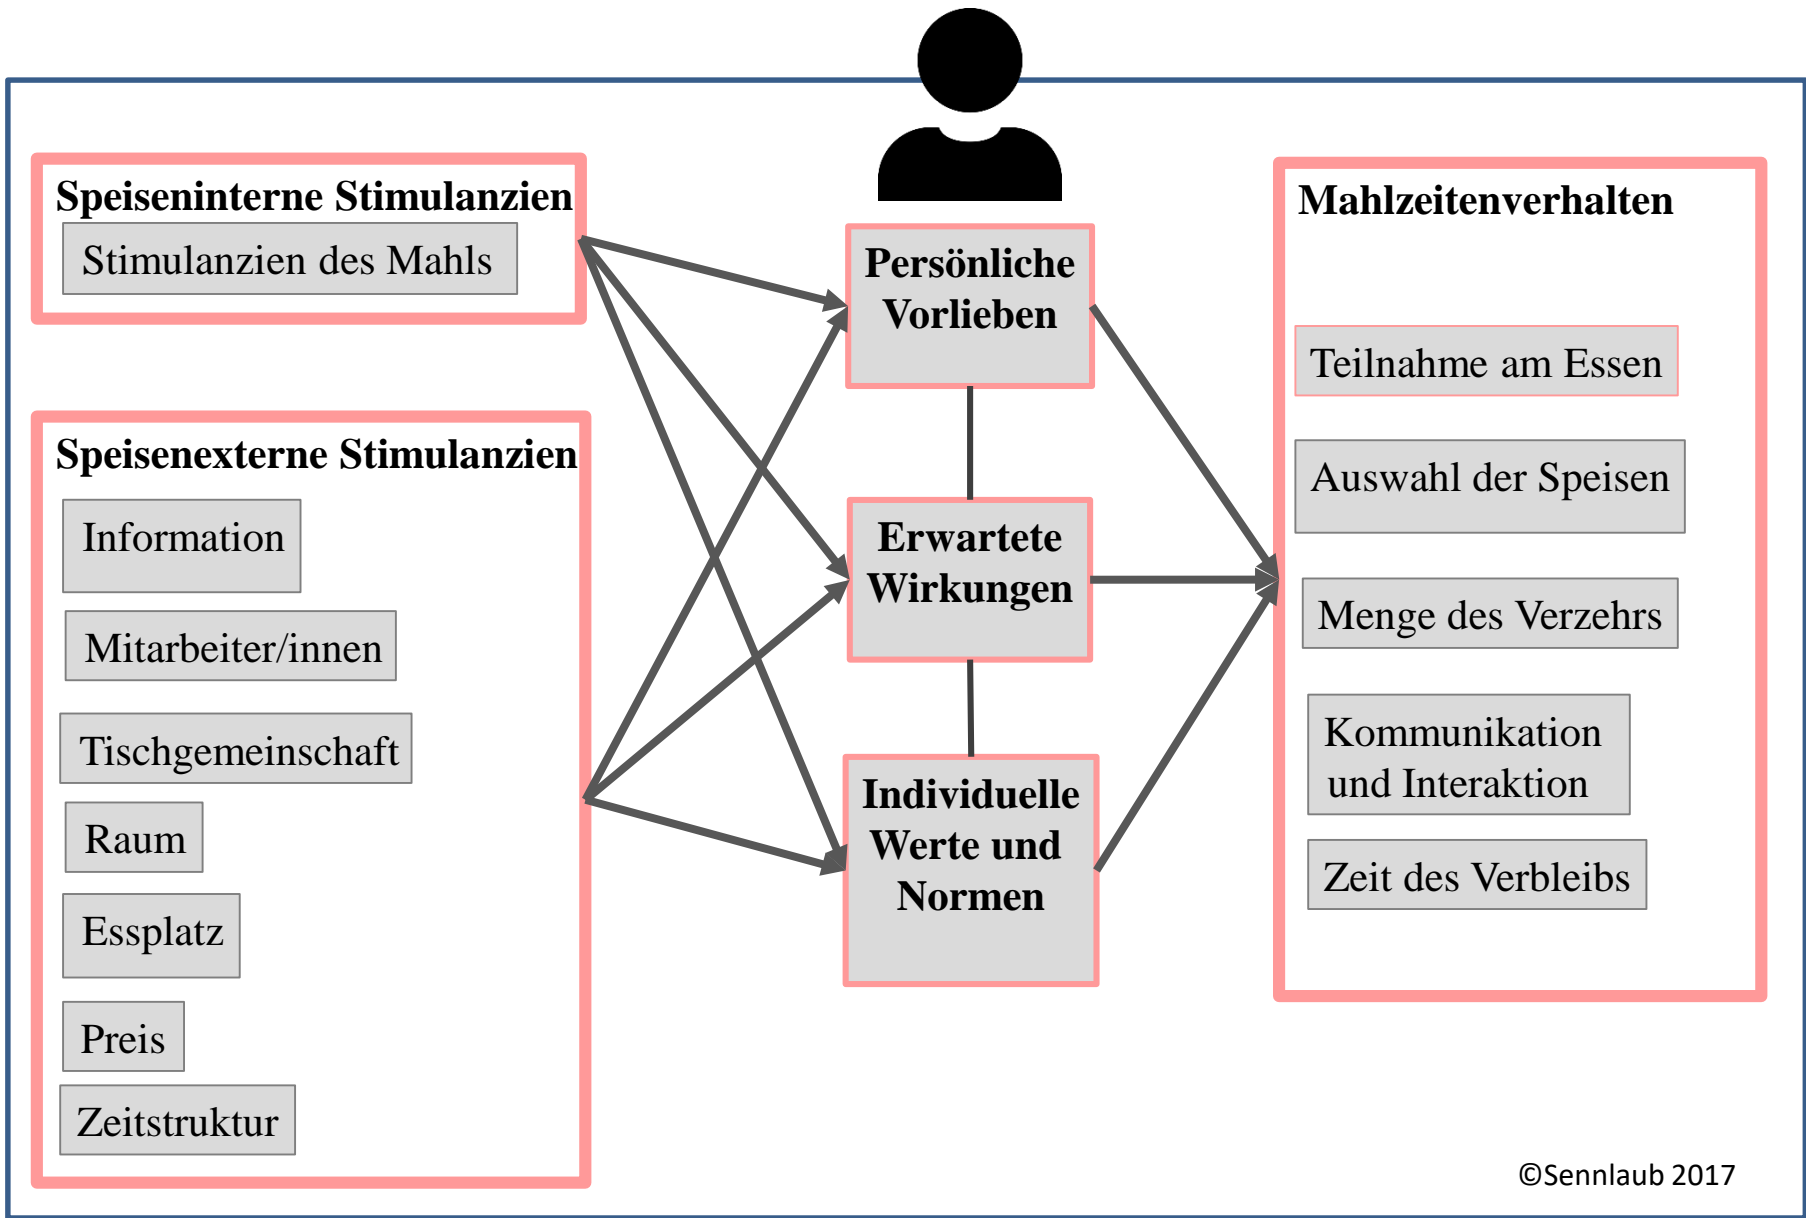 Speiseninterne Stimulanzien
Stimulanzien des Mahls
Speisenexterne Stimulanzien
Information
Mitarbeiter/innen
Tischgemeinschaft
Raum
Essplatz
Preis
Zeitstruktur
Persönliche
Vorlieben
Erwartete
Wirkungen
Individuelle
Werte und
Normen
Mahlzeitenverhalten
Teilnahme am Essen
Auswahl der Speisen
Menge des Verzehrs
Kommunikation
und Interaktion
Zeit des Verbleibs
©Sennlaub 2017